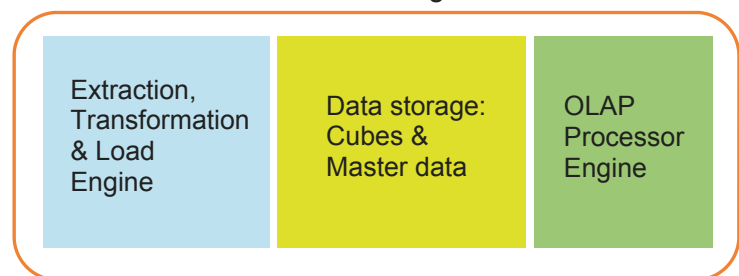 Extraction,
Transformation
& Load
Engine
Data storage:
Cubes &
Master data
OLAP
Processor
Engine